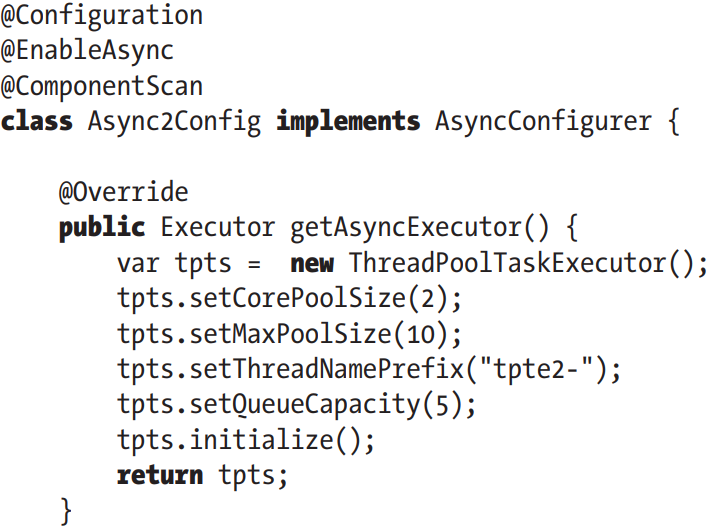 @Configuration
@EnableAsync
@ComponentScan
class Async2Config implements AsyncConfigurer {
@Override
public Executor getAsyncExecutor() {
var tpts =  new ThreadPoolTaskExecutor();
tpts.setCorePoolSize(2);
tpts.setMaxPoolSize(10);
tpts.setThreadNamePrefix("tpte2-");
tpts.setQueueCapacity(5);
tpts.initialize();
return tpts;
}